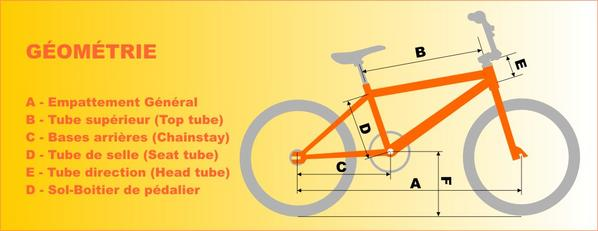 GÉOMÉTRIE
A - Empattement Général
B - Tube supérieur (Top tube)
C - Bases arrières (Chainstay)
D - Tube de selle (Seat tube)
E - Tube direction (Head tube)
D - Sol-Boitier de pédalier
B
E
D
C
A
F